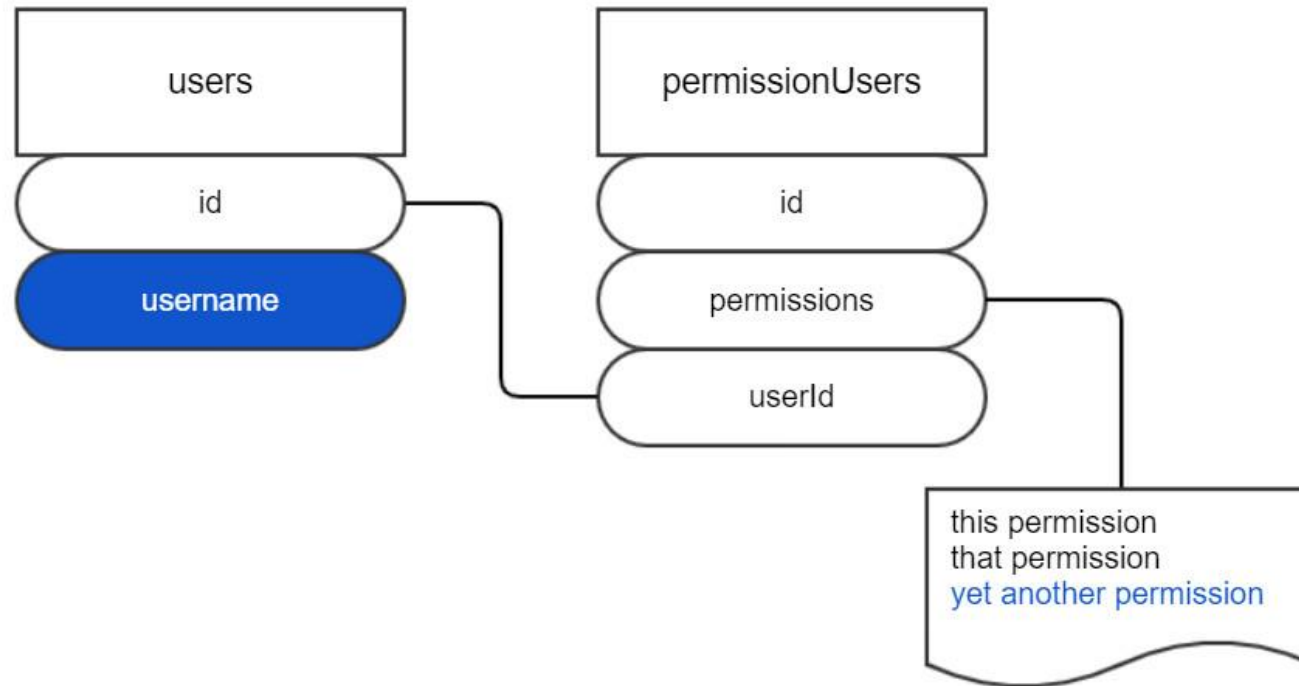 users
id
username
permissionUsers
id
permissions
userId
this permission
that permission
yet another permission